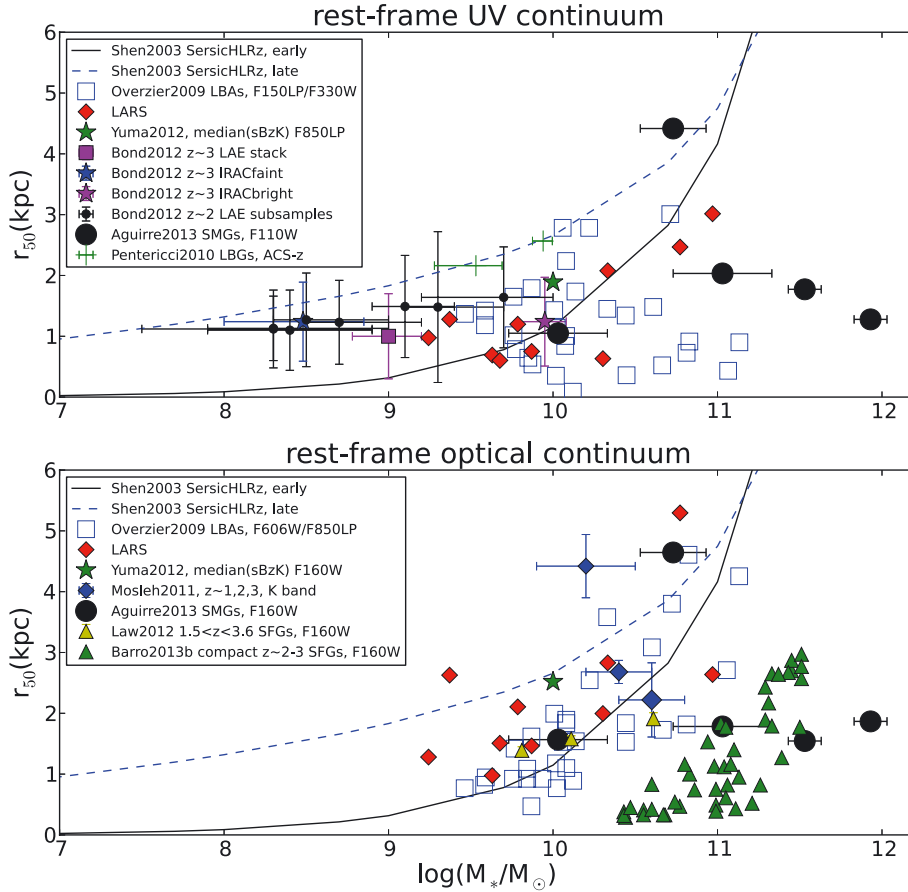 rest-frame UV continuum
6
5
4
3
2
1
0
r50(kpc)
Shen2003 SersicHLRz, early
Shen2003 SersicHLRz, late
Overzier2009 LBAs, F150LP/F330W
LARS
Yuma2012, median(sBzK) F850LP
Bond2012 z~3 LAE stack
Bond2012 z~3 IRACfaint
Bond2012 z~3 IRACbright
Bond2012 z~2 LAE subsamples
Aguirre2013 SMGs, F110W
Pentericci2010 LBGs, ACS-z
7 8 9 10 11 12
rest-frame optical continuum
6
5
4
3
2
1
0
r50(kpc)
Shen2003 SersicHLRz, early
Shen2003 SersicHLRz, late
Overzier2009 LBAs, F606W/F850LP
LARS
Yuma2012, median(sBzK) F160W
Mosleh2011, z~1,2,3, K band
Aguirre2013 SMGs, F160W
Law2012 1.5<z<3.6 SFGs, F160W
Barro2013b compact z~2-3 SFGs, F160W
7 8 9 10 11 12
log(M*/M⊙)